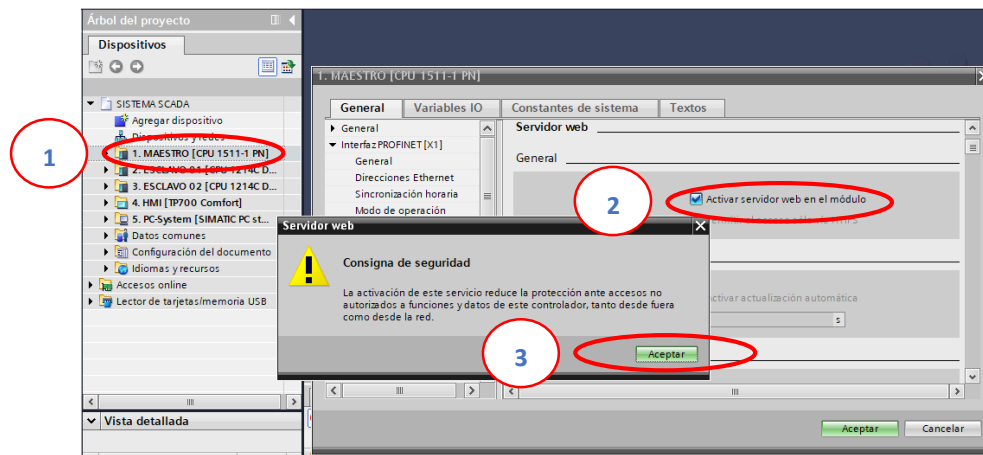 Árbol del proyecto
Dispositivos
SISTEMA SCADA
Agregar dispositivo
Dispositivos y redes
1. MAESTRO [CPU 1511-1 PN]
2. ESCLAVO 01 [CPU 1214C D...
3. ESCLAVO 02 [CPU 1214C D...
4. HMI [TP700 Comfort]
5. PC-System [SIMATIC PC st...
Datos comunes
Configuración del documento
Idiomas y recursos
Accesos online
Lector de tarjetas/memoria USB
Vista detallada
1
1. MAESTRO [CPU 1511-1 PN]
General
Variables IO
Constantes de sistema
Textos
General
Interfaz PROFINET [X1]
General
Direcciones Ethernet
Sincronización horaria
Modo de operación
Servidor web
General
2
Activar servidor web en el módulo
activar actualización automática
s
Servidor web
X
Consigna de seguridad
La activación de este servicio reduce la protección ante accesos no
autorizados a funciones y datos de este controlador, tanto desde fuera
como desde la red.
3
Aceptar
Aceptar
Cancelar